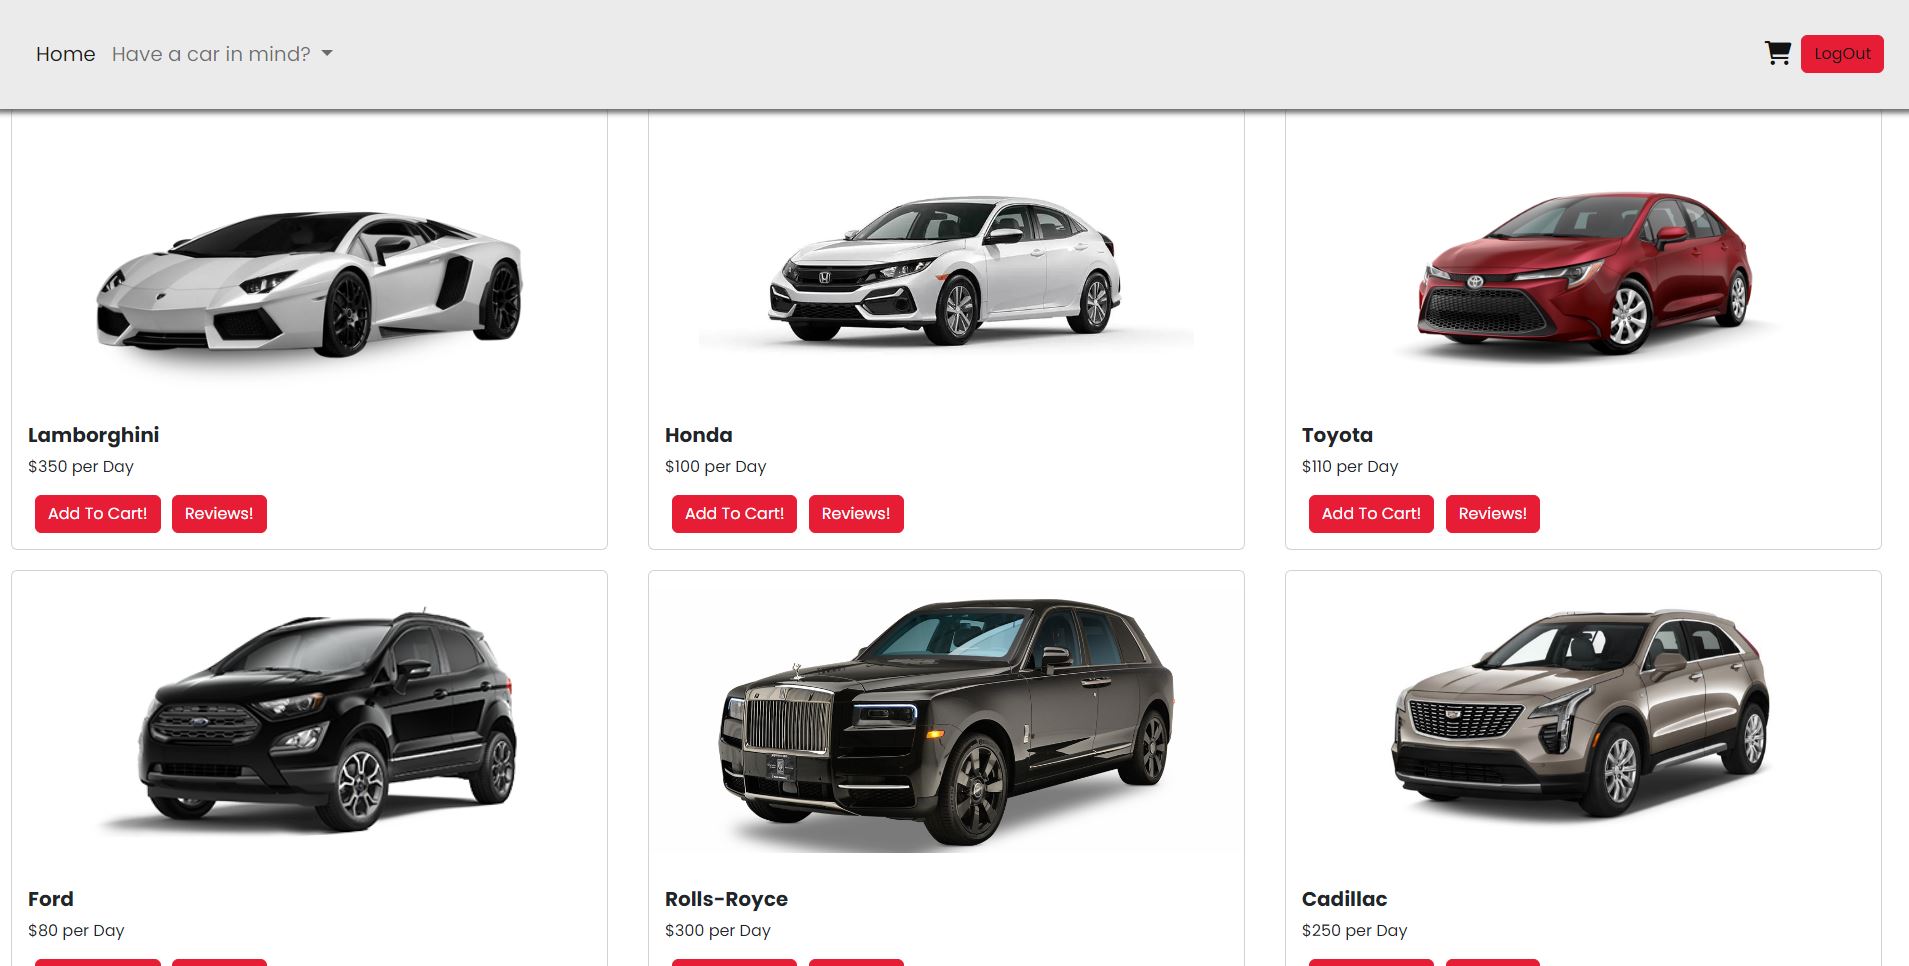 Home Have a car in mind?
LogOut
Lamborghini
$350 per Day
Add To Cart! Reviews!
Honda
$100 per Day
Add To Cart! Reviews!
Toyota
$110 per Day
Add To Cart! Reviews!
Ford
$80 per Day
Rolls-Royce
$300 per Day
Cadillac
$250 per Day